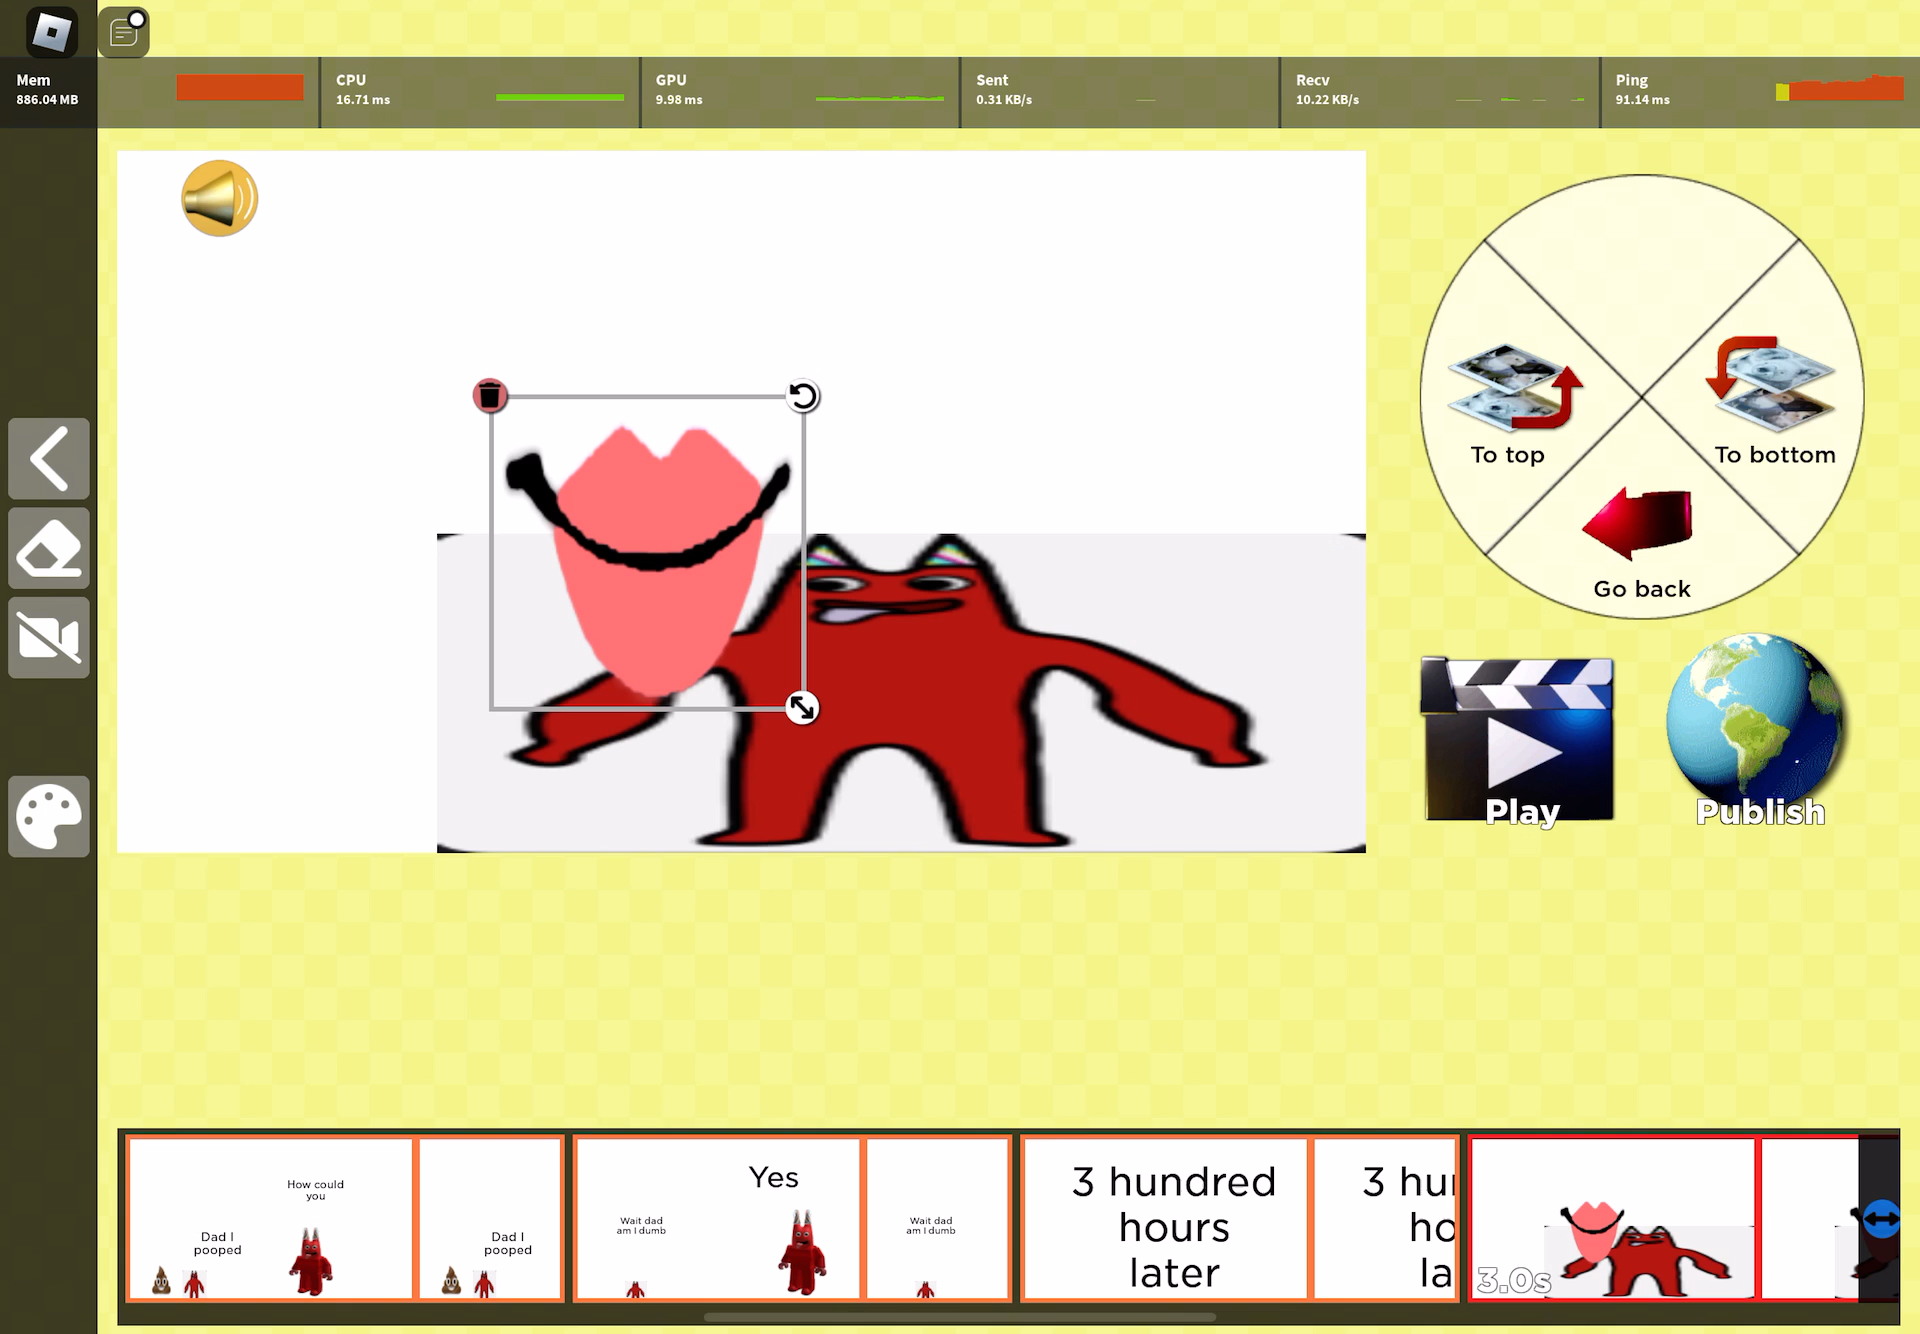 Mem
886.04 MB
CPU
16.71 ms
GPU
9.98 ms
Sent
0.31 KB/s
Recv
10.22 KB/s
Ping
91.14 ms
To top
To bottom
Go back
Play
Publish
How could
you
Dad I
pooped
Dad I
pooped
Yes
Wait dad
am I dumb
Wait dad
am I dumb
3 hundred
hours
later
3 hu
ho
la
3.0s